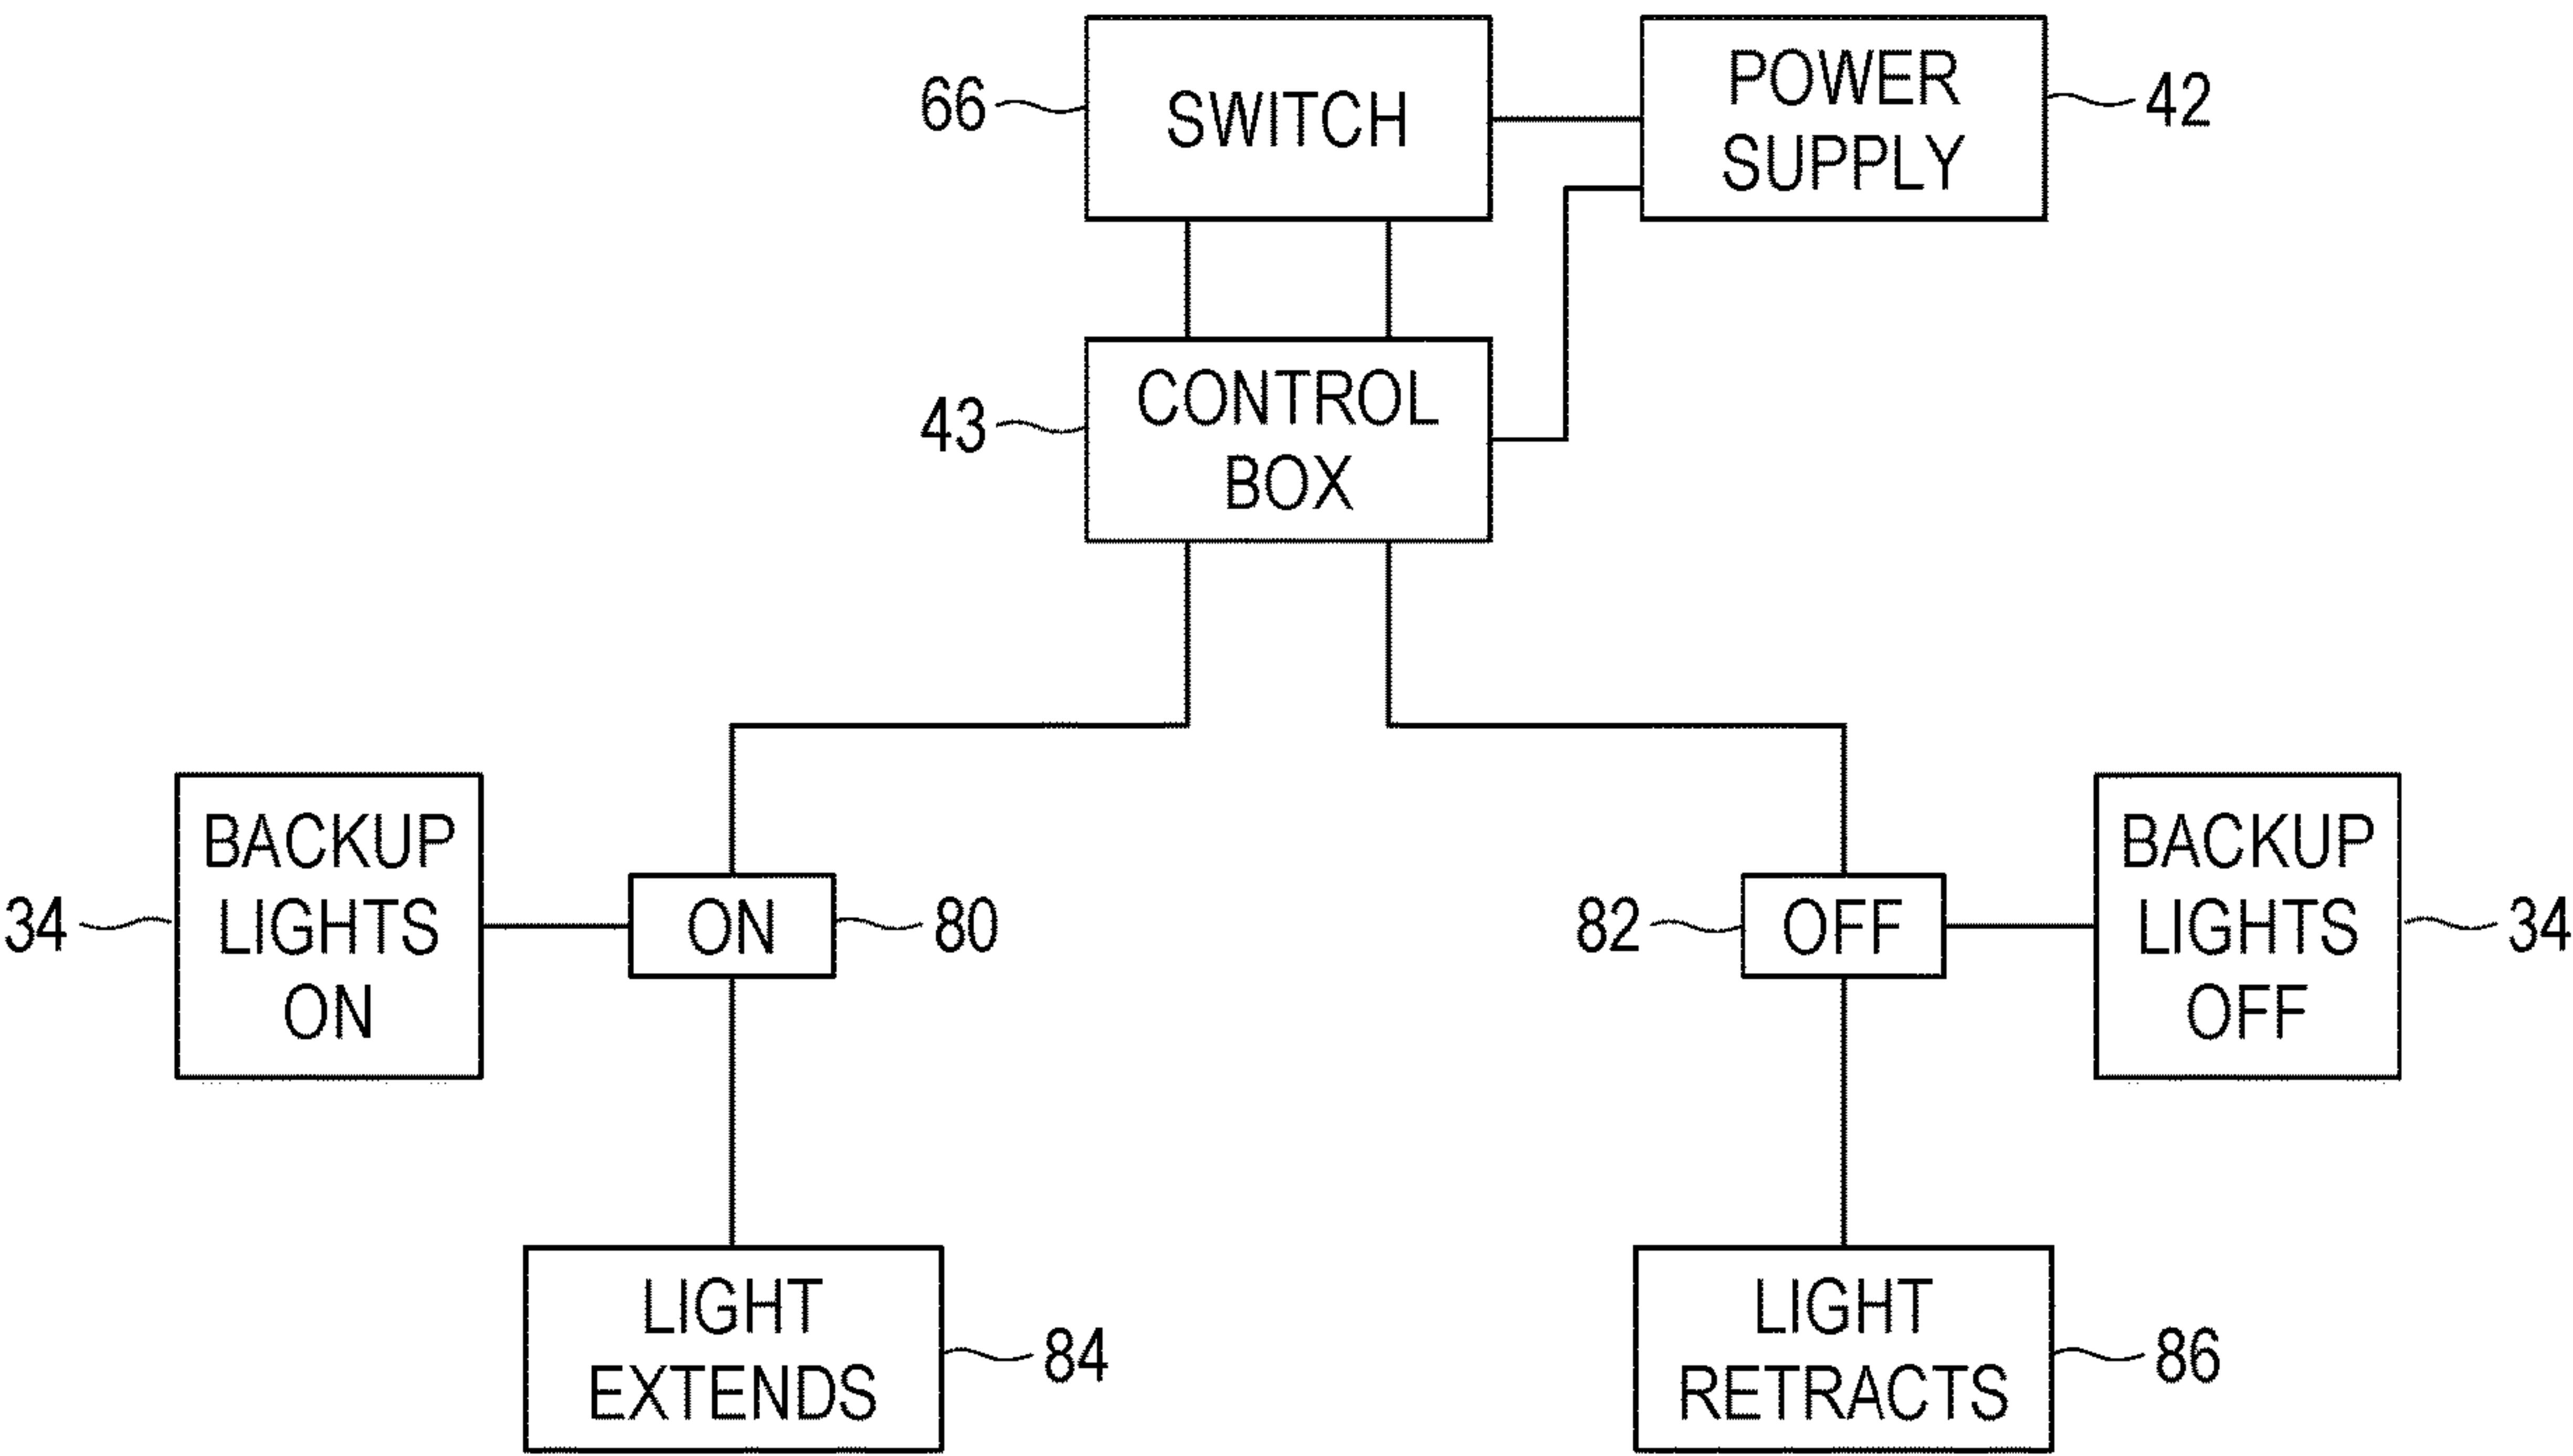 66
SWITCH
POWER
SUPPLY
42
43
CONTROL
BOX
34
BACKUP
LIGHTS
ON
ON
80
82
OFF
BACKUP
LIGHTS
OFF
34
LIGHT
EXTENDS
84
LIGHT
RETRACTS
86